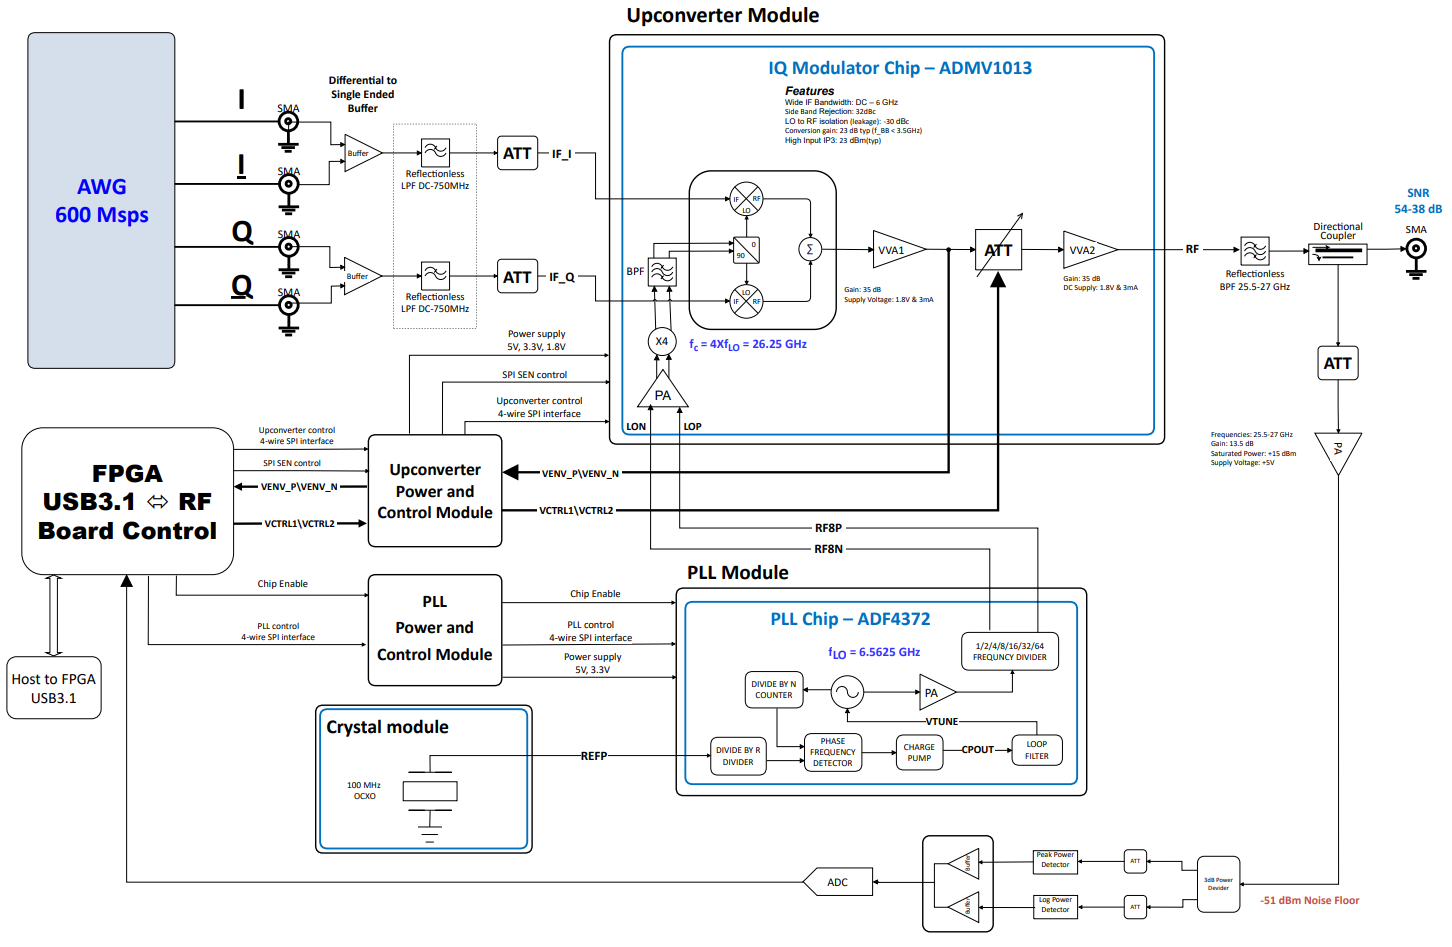 Upconverter Module
IQ Modulator Chip – ADMV1013
Features
Wide IF Bandwidth: DC – 6 GHz
Side Band Rejection: 32dBc
LO to RF isolation (leakage): -30 dBc
Conversion gain: 23 dB typ (f_BB < 3.5GHz)
High Input IP3: 23 dBm(typ)
AWG
600 Msps
I
SMA
I
SMA
Q
SMA
Q
SMA
Differential to
Single Ended
Buffer
Buffer
Reflectionless
LPF DC-750MHz
ATT
IF_I
Buffer
Reflectionless
LPF DC-750MHz
ATT
IF_Q
IF
RF
LO
0
90
LO
IF
RF
Σ
BPF
X4
fc = 4XfLO = 26.25 GHz
PA
LON
LOP
VVA1
Gain: 35 dB
Supply Voltage: 1.8V & 3mA
ATT
VVA2
Gain: 35 dB
DC Supply: 1.8V & 3mA
RF
Reflectionless
BPF 25.5-27 GHz
Directional
Coupler
SNR
54-38 dB
SMA
ATT
PA
Frequencies: 25.5-27 GHz
Gain: 13.5 dB
Saturated Power: +15 dBm
Supply Voltage: +5V
Power supply
5V, 3.3V, 1.8V
SPI SEN control
Upconverter control
4-wire SPI interface
FPGA
USB3.1 ⇔ RF
Board Control
Upconverter control
4-wire SPI interface
SPI SEN control
VENV_P\VENV_N
VCTRL1\VCTRL2
Upconverter
Power and
Control Module
VENV_P\VENV_N
VCTRL1\VCTRL2
RF8P
RF8N
Chip Enable
PLL control
4-wire SPI interface
PLL
Power and
Control Module
Chip Enable
PLL control
4-wire SPI interface
Power supply
5V, 3.3V
Host to FPGA
USB3.1
PLL Module
PLL Chip – ADF4372
fLO = 6.5625 GHz
1/2/4/8/16/32/64
FREQUNCY DIVIDER
DIVIDE BY N
COUNTER
PA
VTUNE
DIVIDE BY R
DIVIDER
PHASE
FREQUENCY
DETECTOR
CHARGE
PUMP
CPOUT
LOOP
FILTER
Crystal module
100 MHz
OCXO
REFP
ADC
Buffer
Buffer
Peak Power
Detector
ATT
Log Power
Detector
ATT
3dB Power
Devider
-51 dBm Noise Floor